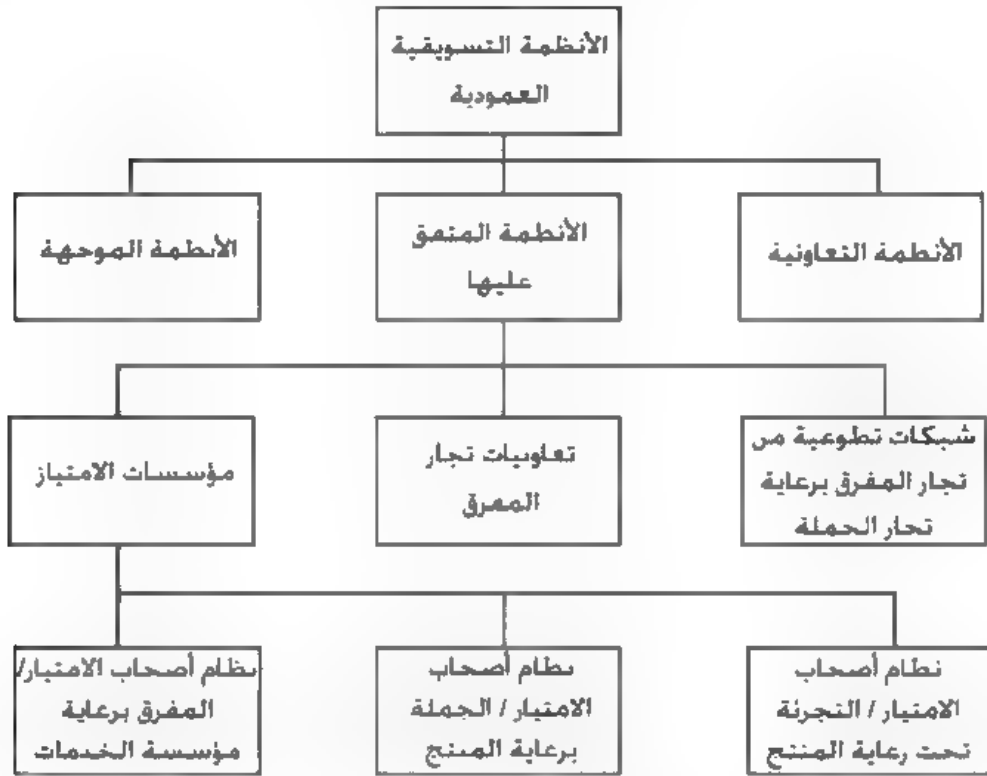 الأنظمة التسويقية
العمودية
الأنظمة التعاونية
الأنظمة المتفق
عليها
الأنظمة الموجهة
شبكات تطوعية من
تجار المفرق برعاية
تجار الجملة
تعاونيات تجار
المفرق
مؤسسات الامتياز
نظام أصحاب
الامتياز / التجزئة
تحت رعاية المنتج
نظام أصحاب
الامتياز / الجملة
برعاية المنتج
نظام أصحاب الامتياز/
المفرق برعاية
مؤسسة الخدمات